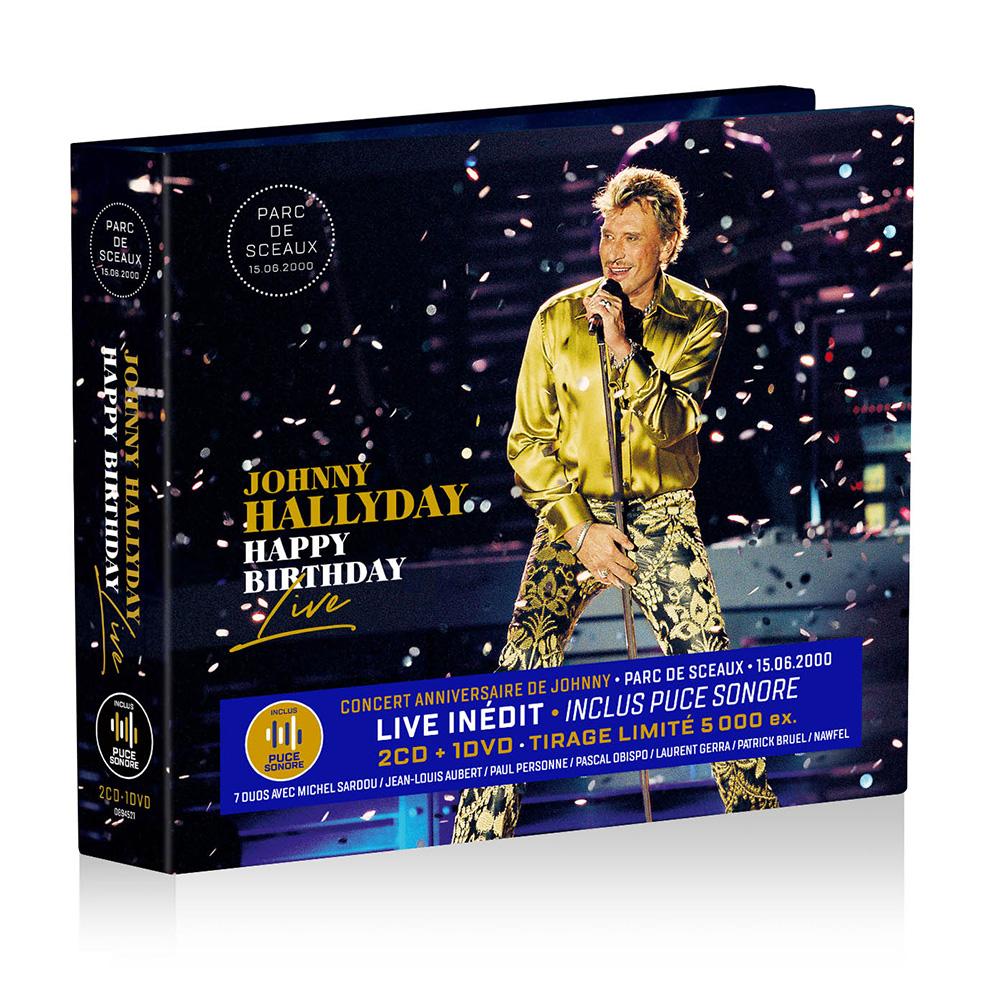 PARC
DE
SCEAUX
15.06.2000
JOHNNY HALLYDAY
HAPPY BIRTHDAY
Live
INCLUS
PUCE
SONORE
2CD • 1DVD
0894521
PARC
DE
SCEAUX
15.06.2000
JOHNNY
HALLYDAY
HAPPY
BIRTHDAY
Live
INCLUS
PUCE
SONORE
CONCERT ANNIVERSAIRE DE JOHNNY • PARC DE SCEAUX • 15.06.2000
LIVE INÉDIT • INCLUS PUCE SONORE
2CD + 1DVD • TIRAGE LIMITÉ 5 000 ex.
7 DUOS AVEC MICHEL SARDOU / JEAN-LOUIS AUBERT / PAUL PERSONNE / PASCAL OBISPO / LAURENT GERRA / PATRICK BRUEL / NAWFEL